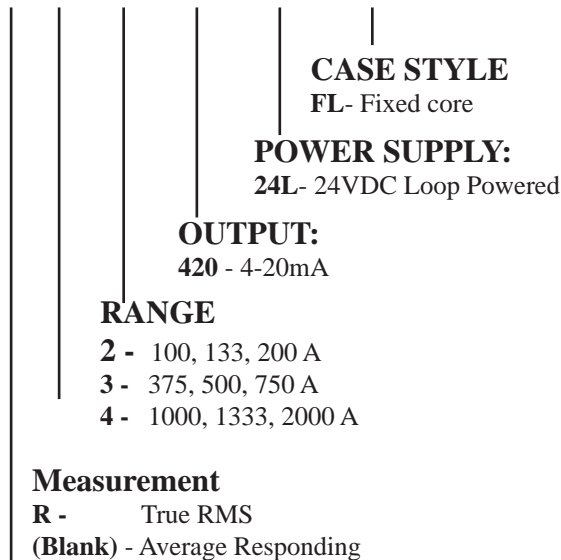 CASE STYLE
FL- Fixed core
POWER SUPPLY:
24L- 24VDC Loop Powered
OUTPUT:
420 - 4-20mA
RANGE
2 - 100, 133, 200 A
3 - 375, 500, 750 A
4 - 1000, 1333, 2000 A
Measurement
R - True RMS
(Blank) - Average Responding